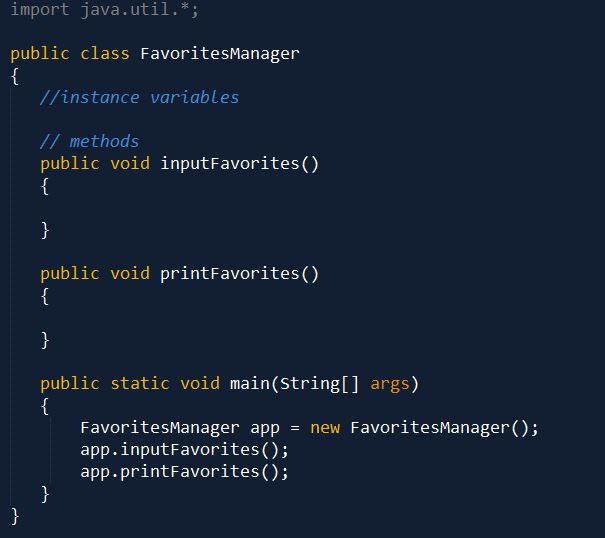 import java.util.*;
public class FavoritesManager
{
//instance variables
// methods
public void inputFavorites()
{
}
public void printFavorites()
{
}
public static void main(String[] args)
{
FavoritesManager app = new FavoritesManager();
app.inputFavorites();
app.printFavorites();
}
}